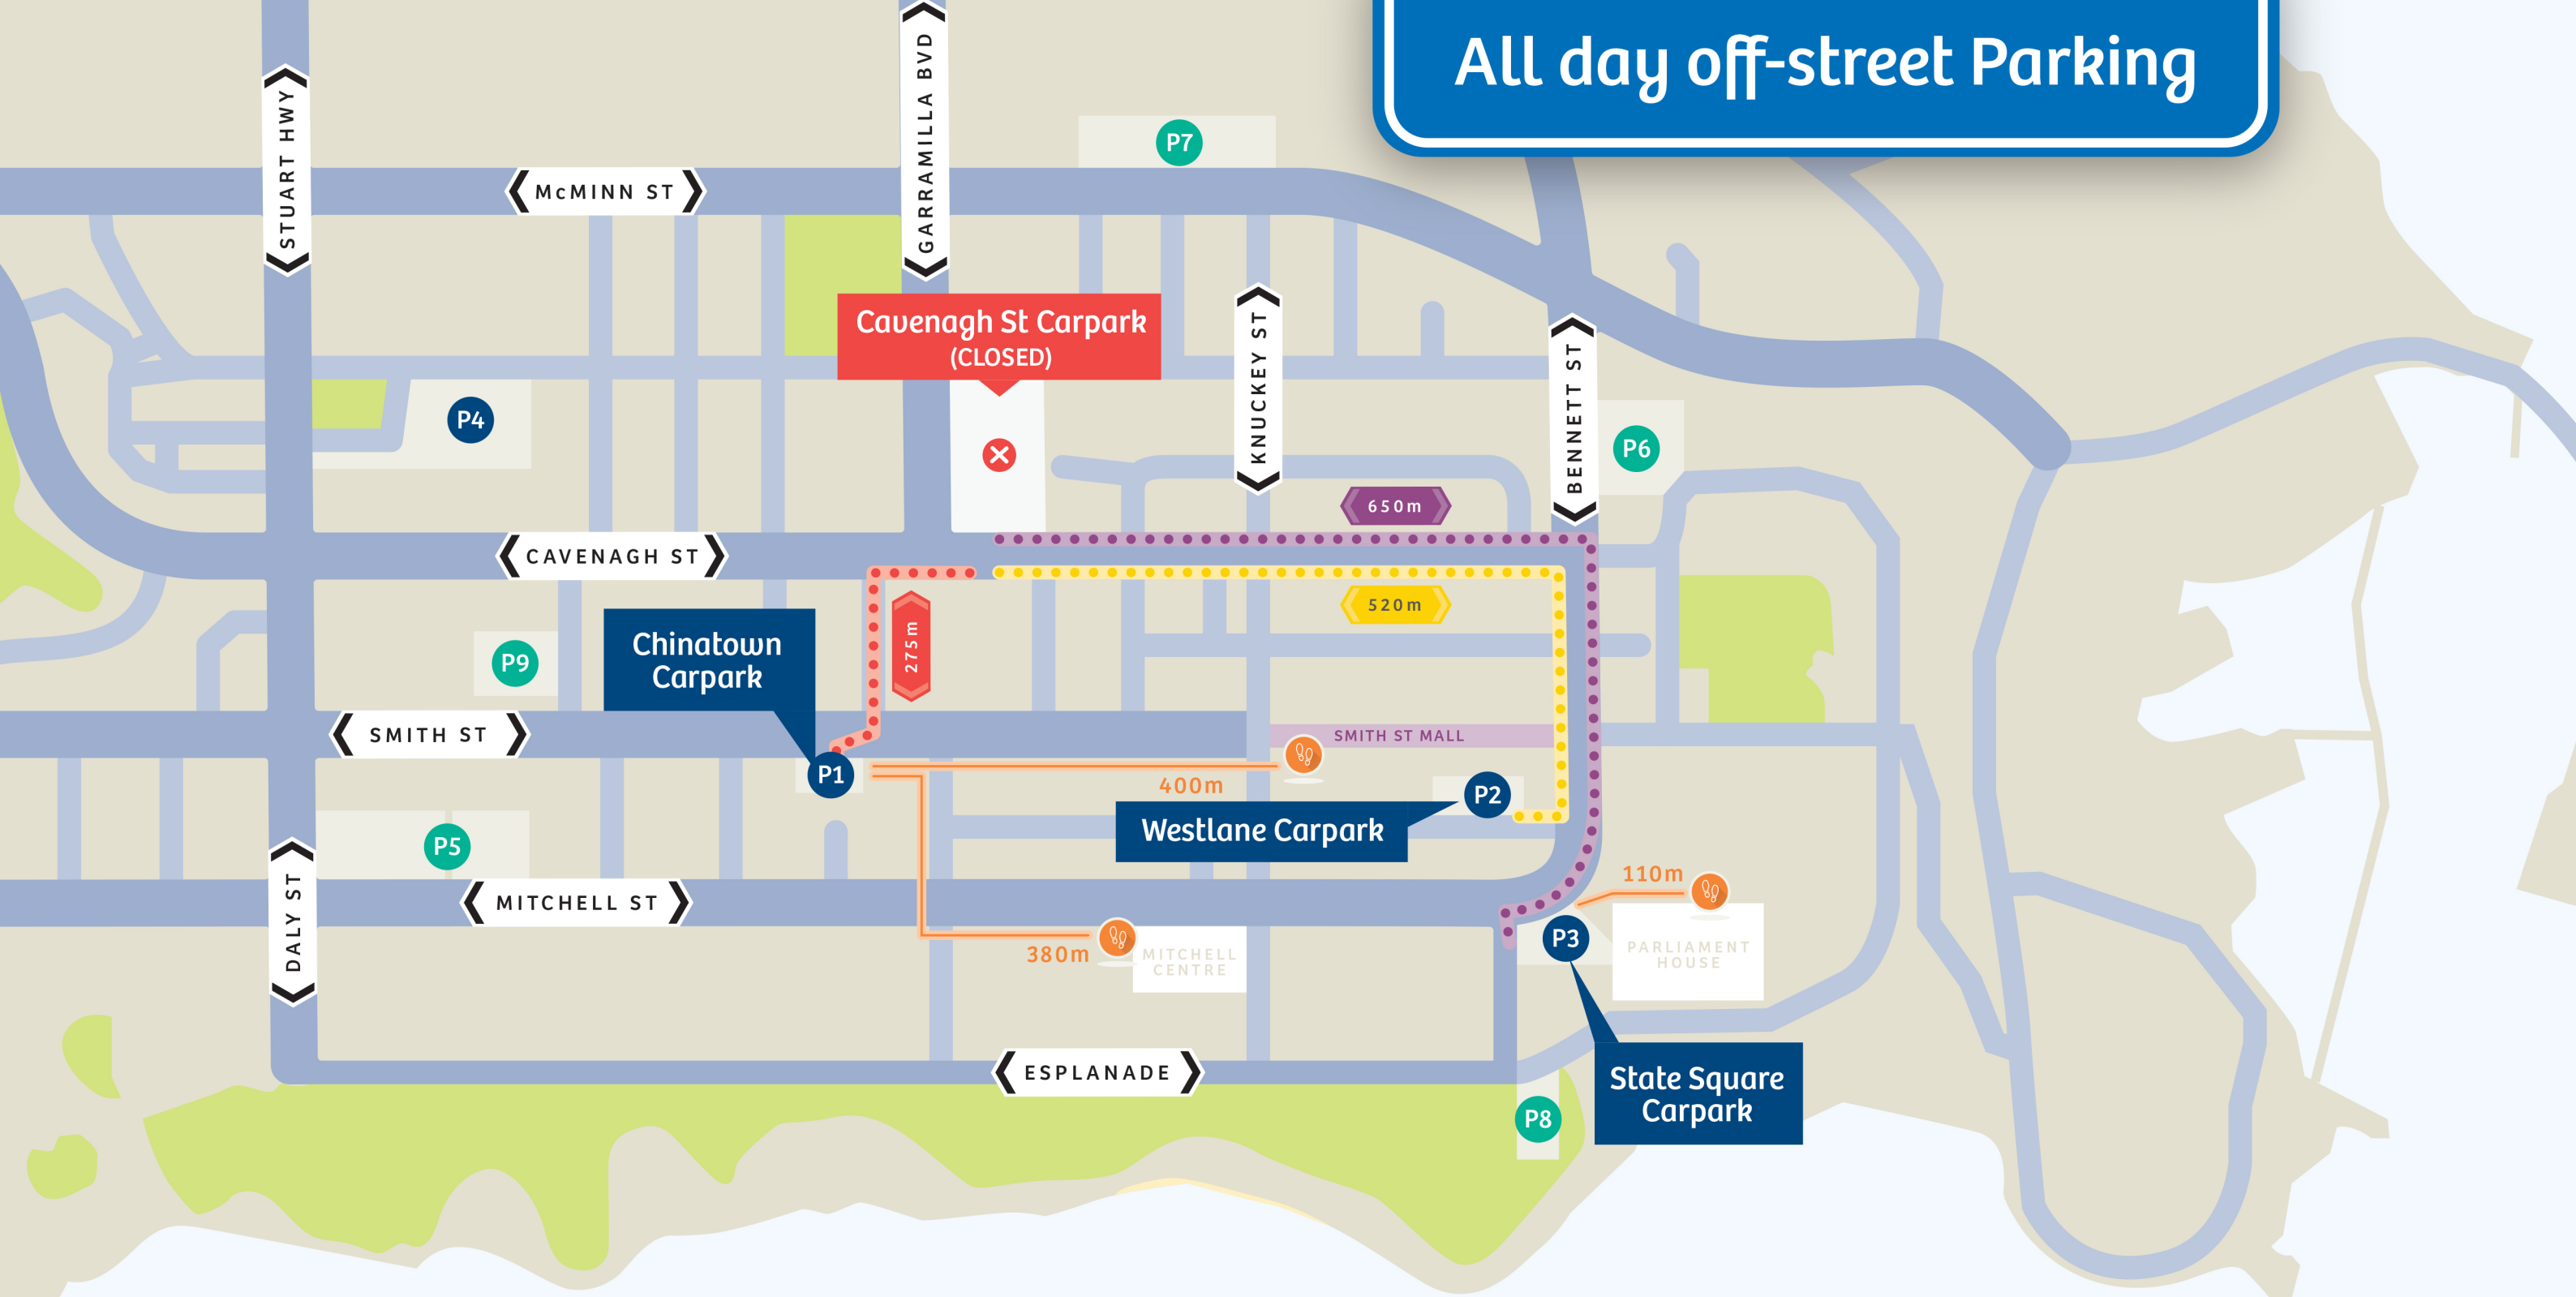 All day off-street Parking
STUART HWY
GARRAMILLA BVD
P7
McMINN ST
Cavenagh St Carpark
(CLOSED)
KNUCKEY ST
BENNETT ST
P4
P6
650m
CAVENAGH ST
520m
275m
Chinatown
Carpark
P9
SMITH ST
SMITH ST MALL
P1
400m
P2
Westlane Carpark
P5
DALY ST
MITCHELL ST
110m
P3
380m
MITCHELL
CENTRE
PARLIAMENT
HOUSE
ESPLANADE
State Square
Carpark
P8